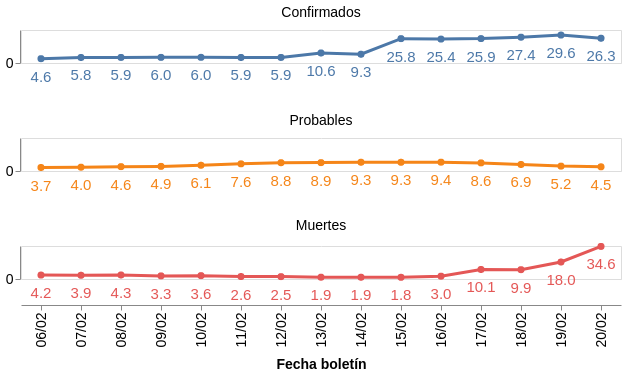 Confirmados
0
4.6 5.8 5.9 6.0 6.0 5.9 5.9 10.6 9.3 25.8 25.4 25.9 27.4 29.6 26.3
Probables
0
3.7 4.0 4.6 4.9 6.1 7.6 8.8 8.9 9.3 9.3 9.4 8.6 6.9 5.2 4.5
Muertes
0
4.2 3.9 4.3 3.3 3.6 2.6 2.5 1.9 1.9 1.8 3.0 10.1 9.9 18.0 34.6
06/02 07/02 08/02 09/02 10/02 11/02 12/02 13/02 14/02 15/02 16/02 17/02 18/02 19/02 20/02
Fecha boletín